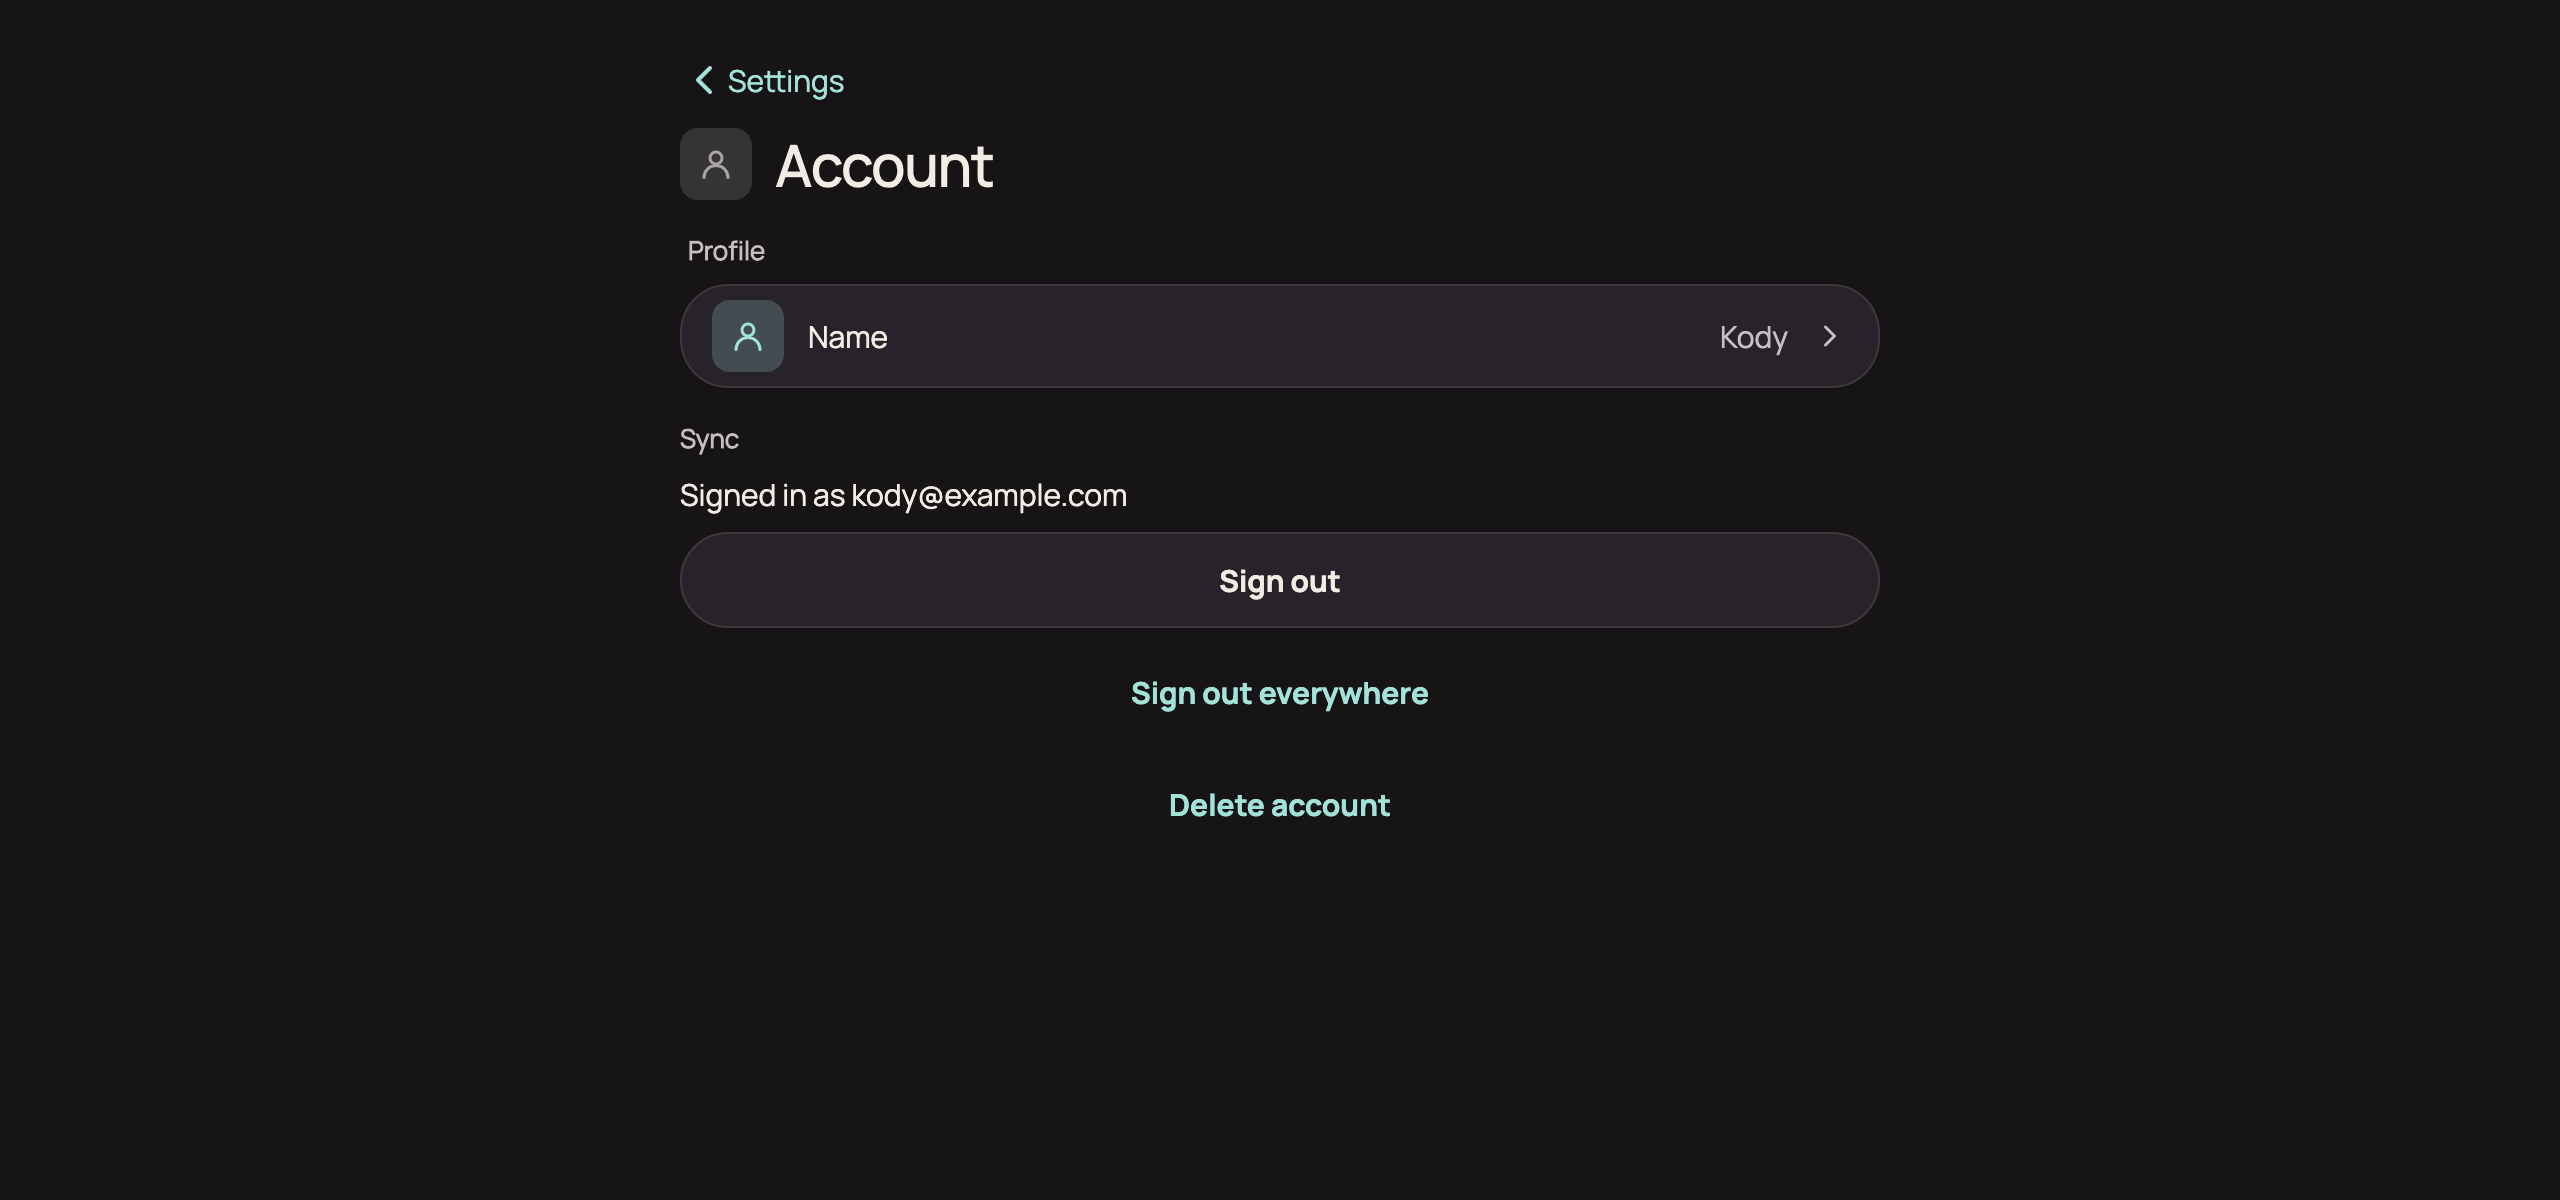 Settings
Account
Profile
Name Kody
Sync
Signed in as kody@example.com
Sign out
Sign out everywhere
Delete account